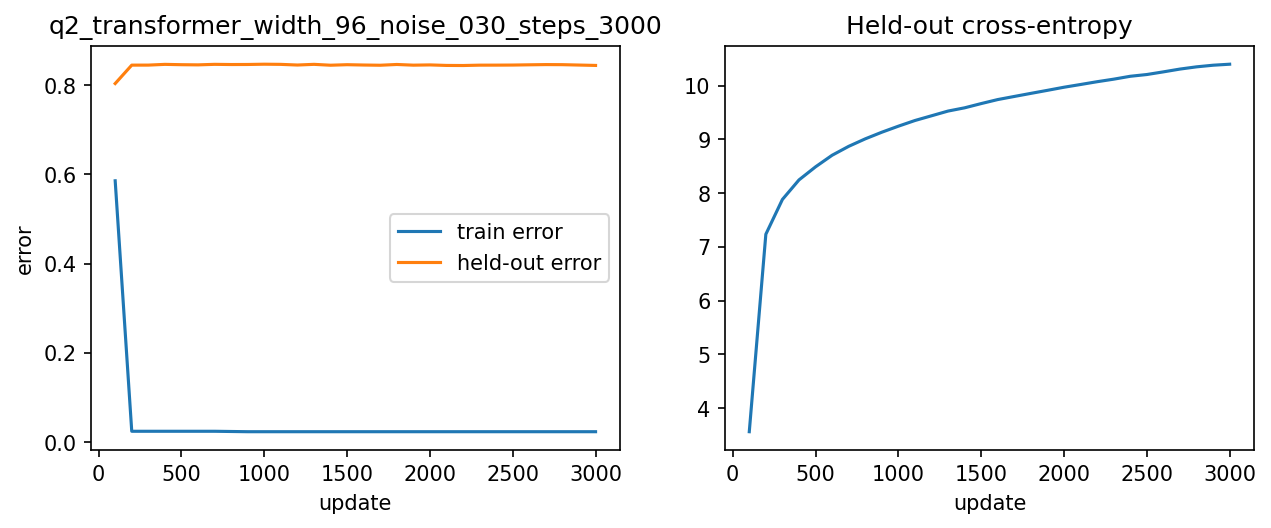 q2_transformer_width_96_noise_030_steps_3000
error
0.8
0.6
0.4
0.2
0.0
train error
held-out error
0 500 1000 1500 2000 2500 3000
update
Held-out cross-entropy
10
9
8
7
6
5
4
0 500 1000 1500 2000 2500 3000
update